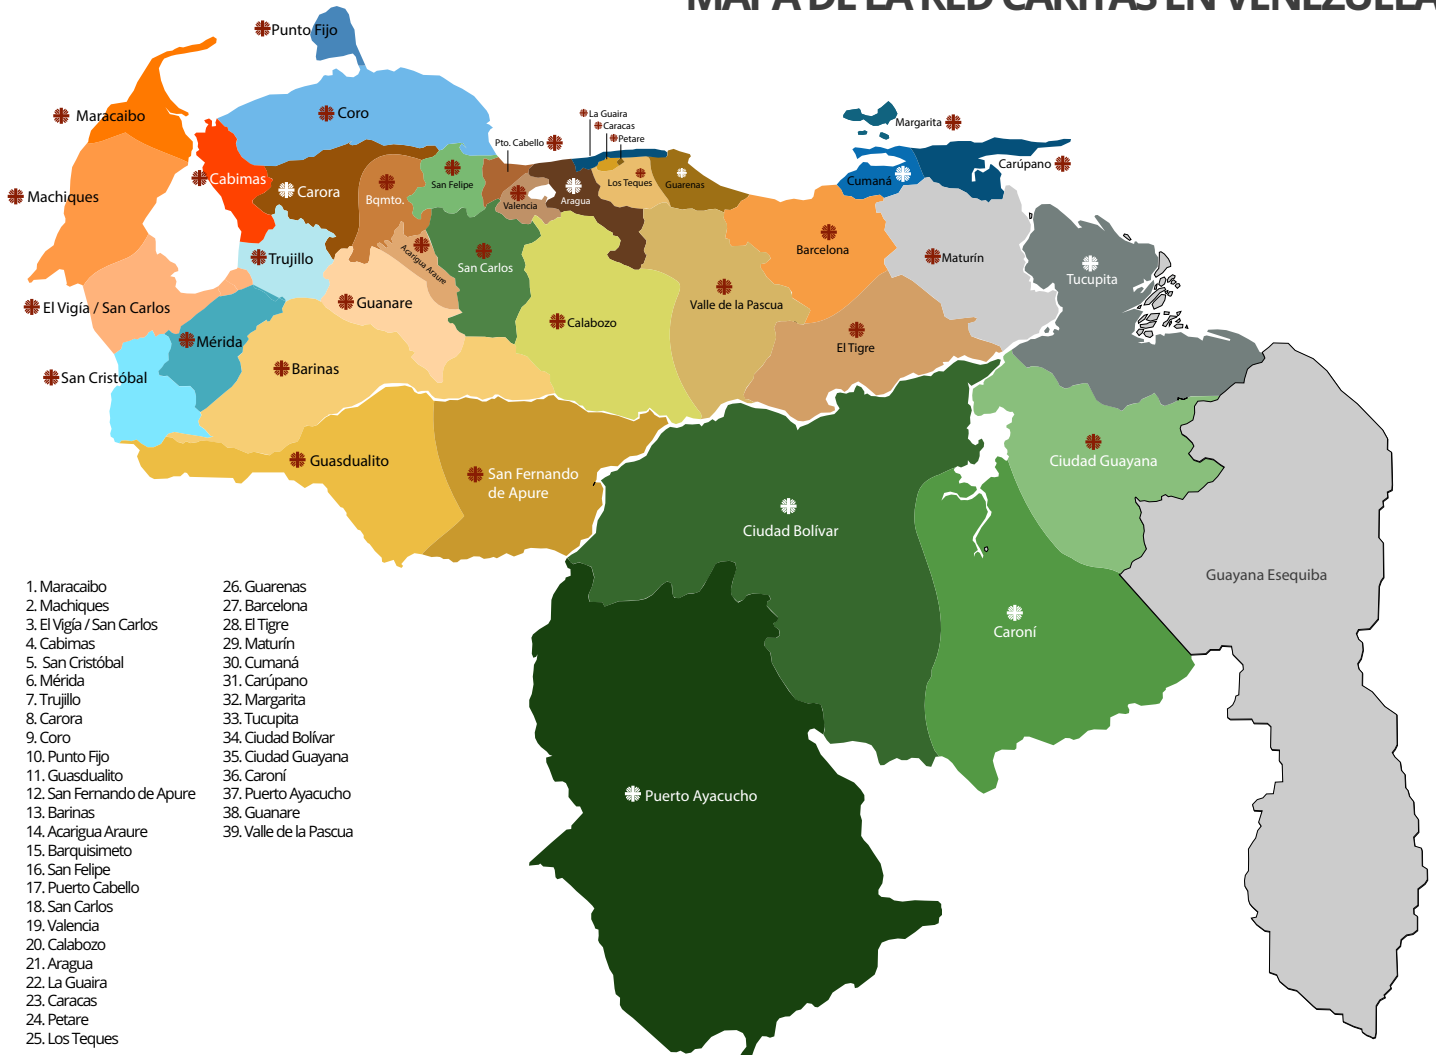 MAPA DE LA RED CARITAS EN VENEZUELA
Punto Fijo
Maracaibo
Coro
La Guaira
Caracas
Petare
Pto. Cabello
Margarita
Carúpano
Machiques
Cabimas
Carora
Bqmto.
San Felipe
Valencia
Aragua
Los Teques
Guarenas
Cumaná
Trujillo
Acarigua Araure
San Carlos
Barcelona
Maturín
Tucupita
El Vigía / San Carlos
Guanare
Calabozo
Valle de la Pascua
El Tigre
Mérida
San Cristóbal
Barinas
Guasdualito
San Fernando
de Apure
Ciudad Bolívar
Ciudad Guayana
Guayana Esequiba
Caroní
Puerto Ayacucho
1. Maracaibo
2. Machiques
3. El Vigía / San Carlos
4. Cabimas
5. San Cristóbal
6. Mérida
7. Trujillo
8. Carora
9. Coro
10. Punto Fijo
11. Guasdualito
12. San Fernando de Apure
13. Barinas
14. Acarigua Araure
15. Barquisimeto
16. San Felipe
17. Puerto Cabello
18. San Carlos
19. Valencia
20. Calabozo
21. Aragua
22. La Guaira
23. Caracas
24. Petare
25. Los Teques
26. Guarenas
27. Barcelona
28. El Tigre
29. Maturín
30. Cumaná
31. Carúpano
32. Margarita
33. Tucupita
34. Ciudad Bolívar
35. Ciudad Guayana
36. Caroní
37. Puerto Ayacucho
38. Guanare
39. Valle de la Pascua